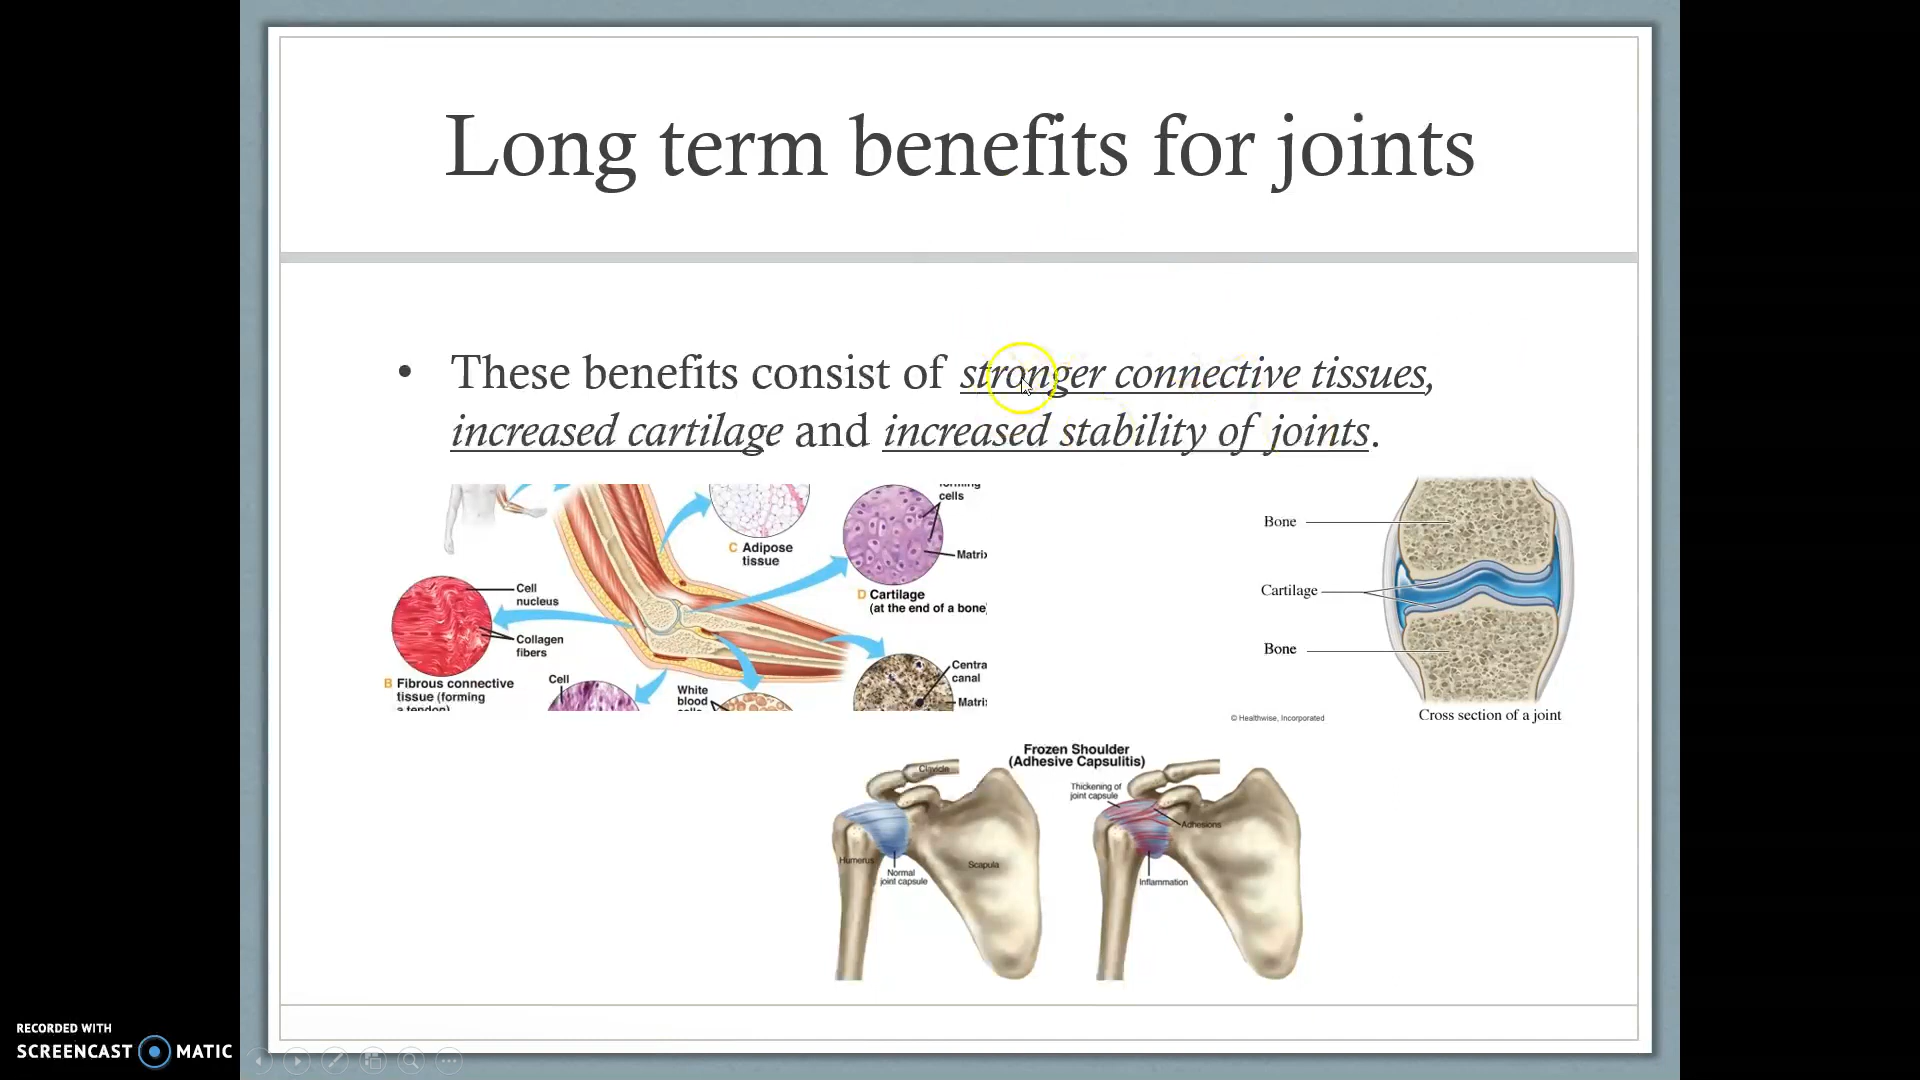 Long term benefits for joints
• These benefits consist of stronger connective tissues,
increased cartilage and increased stability of joints.
cells
Matrix
C Adipose
tissue
D Cartilage
(at the end of a bone)
Cell
nucleus
Collagen
fibers
B Fibrous connective
tissue (forming
a tendon)
Cell
White
blood
Centra
canal
Matri
Bone
Cartilage
Bone
© Healthwise, Incorporated
Cross section of a joint
Frozen Shoulder
(Adhesive Capsulitis)
Clavicle
Humerus
Normal
joint capsule
Scapula
Thickening of
joint capsule
Adhesions
Inflammation
RECORDED WITH
SCREENCAST MATIC